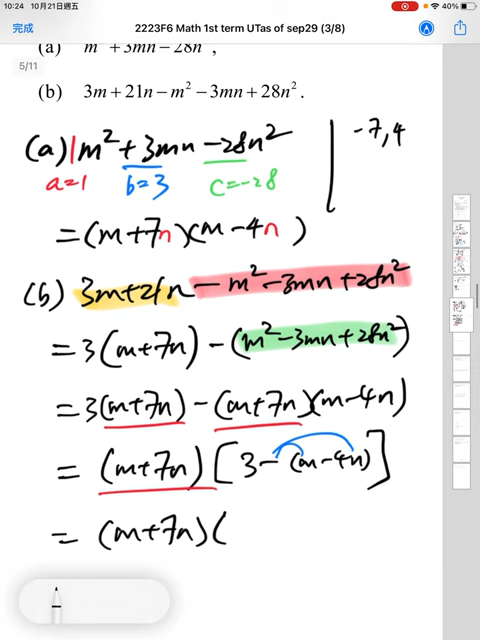 10:24 10月21日週五 40%
完成 2223F6 Math 1st term UTas of sep29 (3/8)
(a) m² + 3mn − 28n² ;
5/11
(b) 3m + 21n − m² − 3mn + 28n² .
(a) 1m² + 3mn − 28n² -7, 4
a=1 b=3 c=-28
= (m+7n)(m−4n)
(b) 3m+21n − m² − 3mn + 28n²
= 3(m+7n) − (m² − 3mn + 28n²)
= 3(m+7n) − (m+7n)(m−4n)
= (m+7n)[3 − (m−4n)]
= (m+7n)(